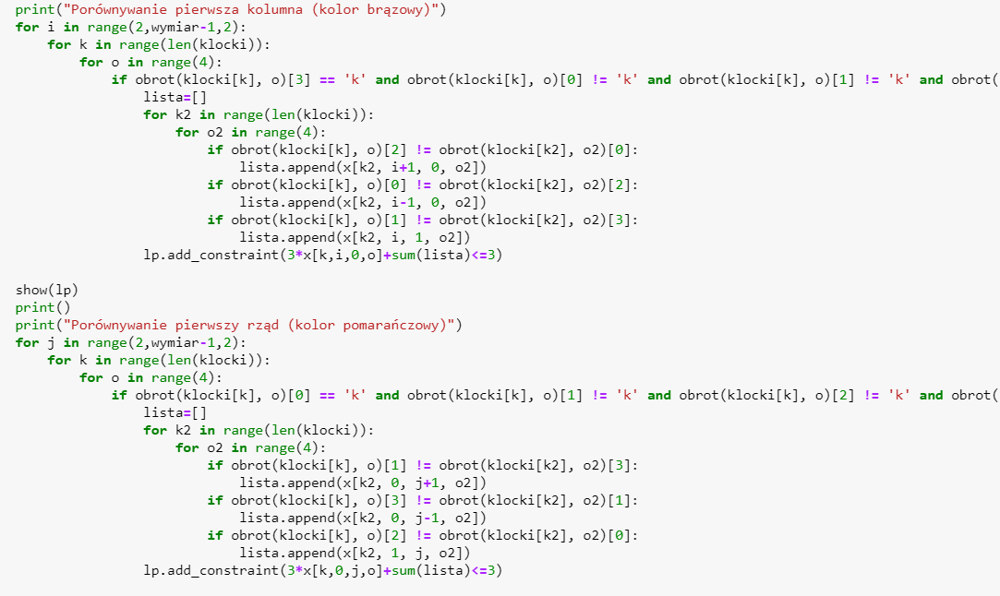 print("Porównywanie pierwsza kolumna (kolor brązowy)")
for i in range(2,wymiar-1,2):
    for k in range(len(klocki)):
        for o in range(4):
            if obrot(klocki[k], o)[3] == 'k' and obrot(klocki[k], o)[0] != 'k' and obrot(klocki[k], o)[1] != 'k' and obrot(
                lista=[]
                for k2 in range(len(klocki)):
                    for o2 in range(4):
                        if obrot(klocki[k], o)[2] != obrot(klocki[k2], o2)[0]:
                            lista.append(x[k2, i+1, 0, o2])
                        if obrot(klocki[k], o)[0] != obrot(klocki[k2], o2)[2]:
                            lista.append(x[k2, i-1, 0, o2])
                        if obrot(klocki[k], o)[1] != obrot(klocki[k2], o2)[3]:
                            lista.append(x[k2, i, 1, o2])
                lp.add_constraint(3*x[k,i,0,o]+sum(lista)<=3)

show(lp)
print()
print("Porównywanie pierwszy rząd (kolor pomarańczowy)")
for j in range(2,wymiar-1,2):
    for k in range(len(klocki)):
        for o in range(4):
            if obrot(klocki[k], o)[0] == 'k' and obrot(klocki[k], o)[1] != 'k' and obrot(klocki[k], o)[2] != 'k' and obrot(
                lista=[]
                for k2 in range(len(klocki)):
                    for o2 in range(4):
                        if obrot(klocki[k], o)[1] != obrot(klocki[k2], o2)[3]:
                            lista.append(x[k2, 0, j+1, o2])
                        if obrot(klocki[k], o)[3] != obrot(klocki[k2], o2)[1]:
                            lista.append(x[k2, 0, j-1, o2])
                        if obrot(klocki[k], o)[2] != obrot(klocki[k2], o2)[0]:
                            lista.append(x[k2, 1, j, o2])
                lp.add_constraint(3*x[k,0,j,o]+sum(lista)<=3)